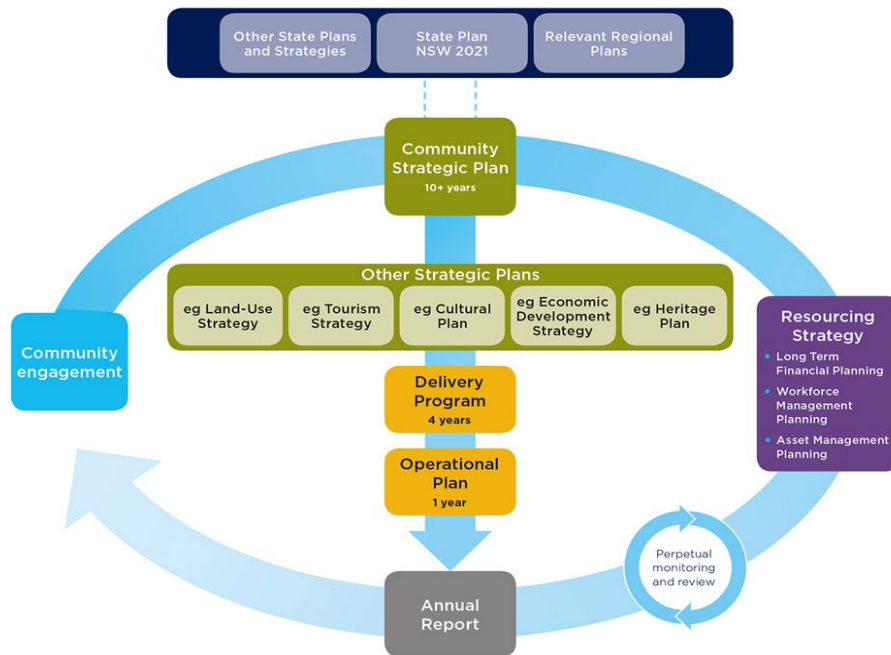 Other State Plans
and Strategies
State Plan
NSW 2021
Relevant Regional
Plans
Community
Strategic Plan
10+ years
Other Strategic Plans
eg Land-Use
Strategy
eg Tourism
Strategy
eg Cultural
Plan
eg Economic
Development
Strategy
eg Heritage
Plan
Community
engagement
Resourcing
Strategy
Long Term
Financial Planning
Workforce
Management
Planning
Asset Management
Planning
Delivery
Program
4 years
Operational
Plan
1 year
Perpetual
monitoring
and review
Annual
Report